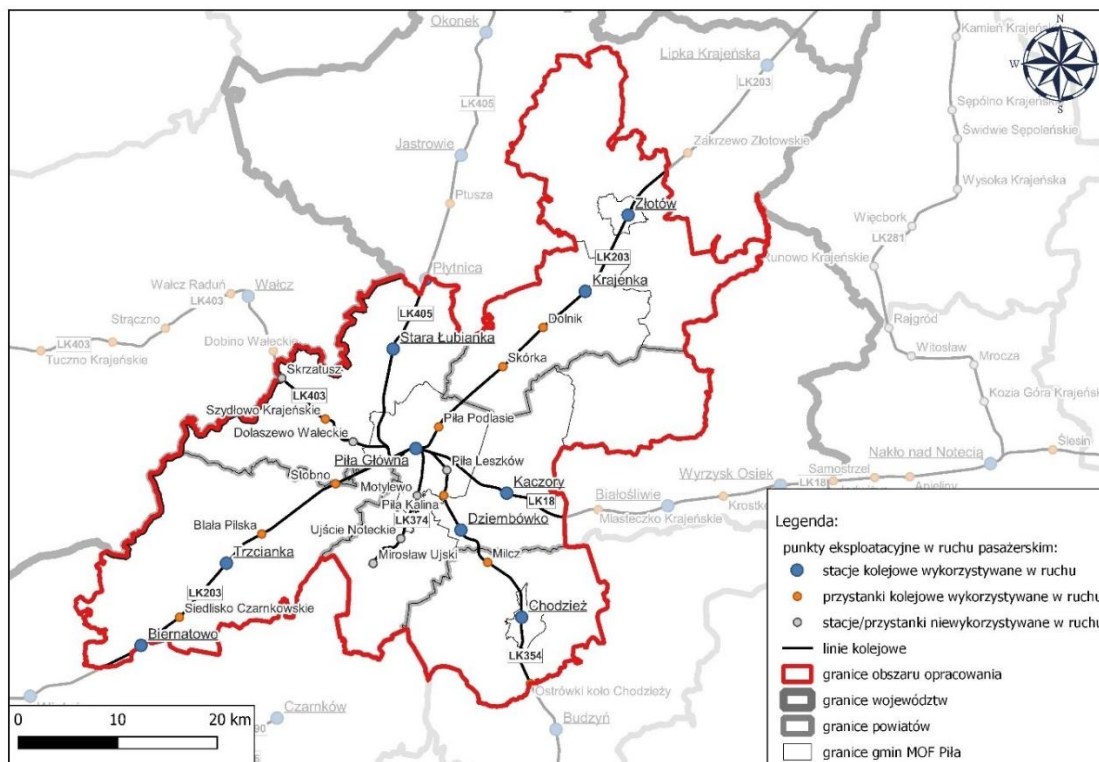 Okonek
Kamień Krajeński
N
Lipka Krajeńska
W
E
LK203
S
LK405
Sępólno Krajeńskie
Świdwie Sępoleńskie
Jastrowie
Zakrzewo Złotowskie
Ptusza
Wysoka Krajeńska
Złotów
Więcbork
LK281
LK203
Runowo Krajeńskie
Płytnica
Wałcz Raduń
Wałcz
Krajenka
LK403
LK405
Strączno
Dolnik
Rajgród
LK403
Dobino Wałeckie
Stara Łubianka
Tuczno Krajeńskie
Skrzatusz
Skórka
Witosław
Mrocza
LK403
Szydłowo Krajeńskie
Kozia Góra Krajeńska
Piła Podlasie
Dolaszewo Wałeckie
Piła Główna
Piła Leszków
Ślesin
Nakło nad Notecią
Stobno
Wyrzysk Osiek
Samostrzel
Motylewo
Kaczory
LK18
Anieliny
Białośliwie
LK18
Piła Kalina
Krostkowo
Miasteczko Krajeńskie
LK374
Dziembówko
Biała Pilska
Ujście Noteckie
Mirosław Ujski
Milcz
Trzcianka
LK203
Siedlisko Czarnkowskie
Chodzież
Biernatowo
LK354
Ostrówki koło Chodzieży
Czarnków
Budzyń
0 10 20 km
Legenda:
punkty eksploatacyjne w ruchu pasażerskim:
stacje kolejowe wykorzystywane w ruchu
przystanki kolejowe wykorzystywane w ruchu
stacje/przystanki niewykorzystywane w ruchu
linie kolejowe
granice obszaru opracowania
granice województw
granice powiatów
granice gmin MOF Piła